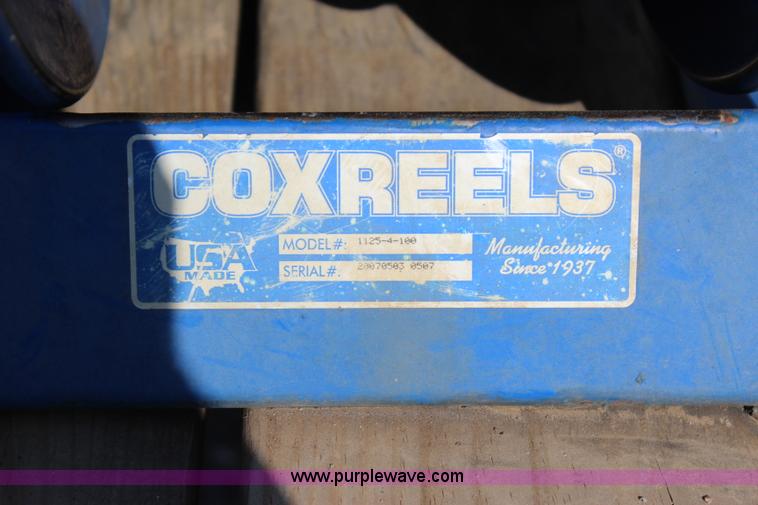 COXREELS®
USA
MADE
MODEL#: 1125-4-100
SERIAL#: 20070503 0507
Manufacturing
Since 1937
www.purplewave.com